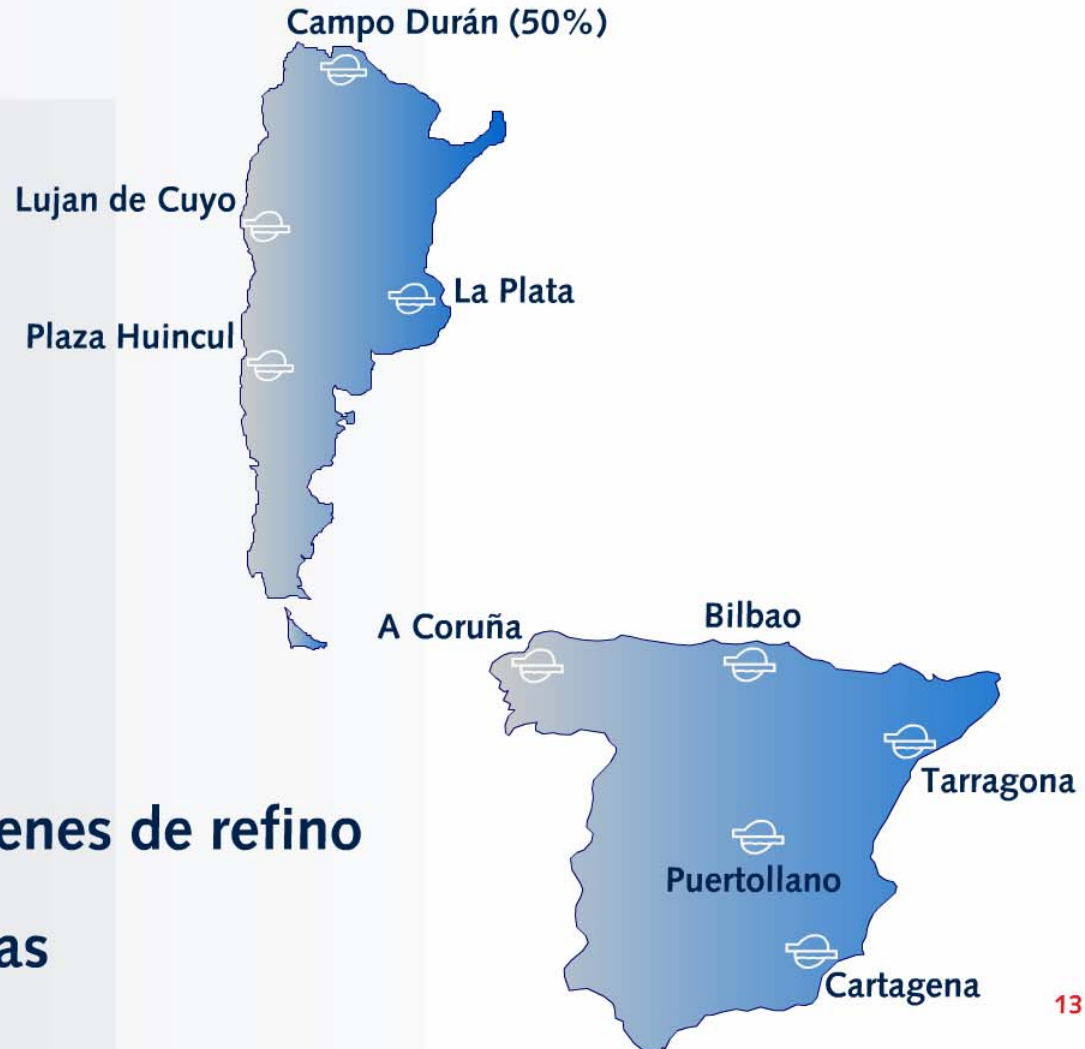 Campo Durán (50%)
Lujan de Cuyo
La Plata
Plaza Huincul
A Coruña
Bilbao
Tarragona
enes de refino
Puertollano
as
Cartagena
13